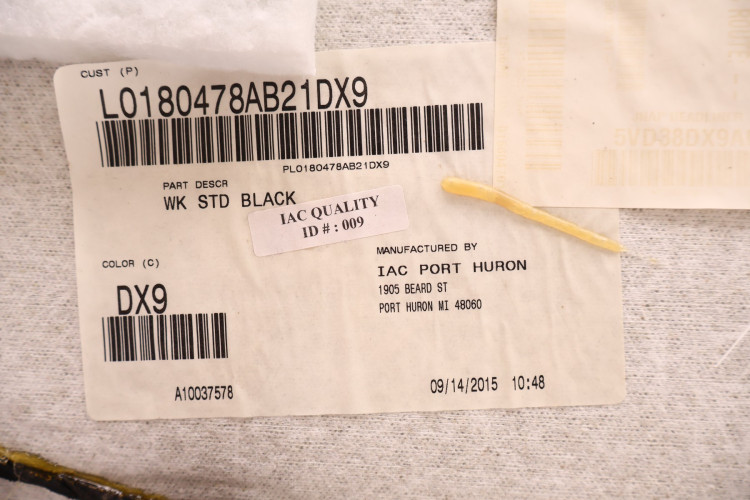 CUST (P)
L0180478AB21DX9
PL0180478AB21DX9
PART DESCR
WK STD BLACK
IAC QUALITY
ID # : 009
MANUFACTURED BY
IAC PORT HURON
1905 BEARD ST
PORT HURON MI 48060
COLOR (C)
DX9
A10037578
09/14/2015 10:48